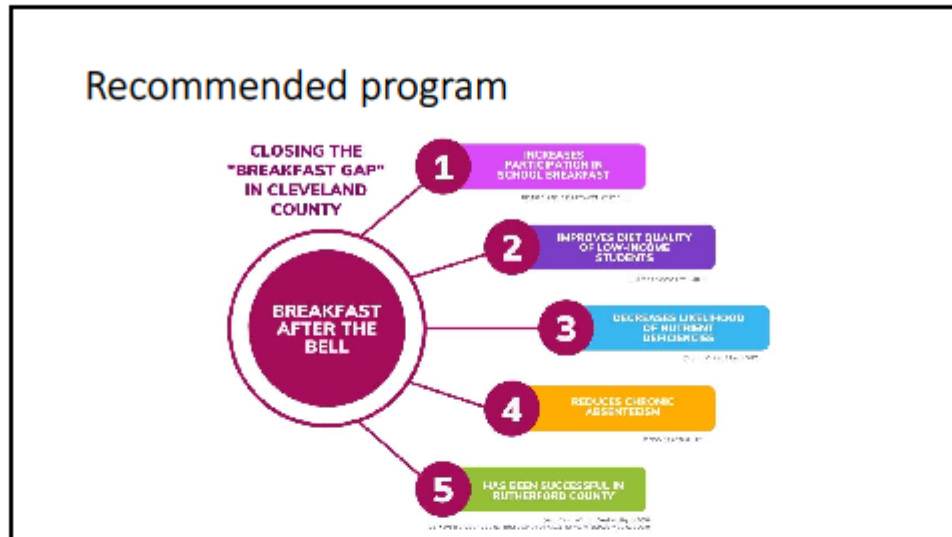 Recommended program
CLOSING THE
"BREAKFAST GAP"
IN CLEVELAND
COUNTY
BREAKFAST
AFTER THE
BELL
1
INCREASES
PARTICIPATION IN
SCHOOL BREAKFAST
2
IMPROVES DIET QUALITY
OF LOW-INCOME
STUDENTS
3
DECREASES LIKELIHOOD
OF NUTRIENT
DEFICIENCIES
4
REDUCES CHRONIC
ABSENTEEISM
5
HAS BEEN SUCCESSFUL IN
RUTHERFORD COUNTY